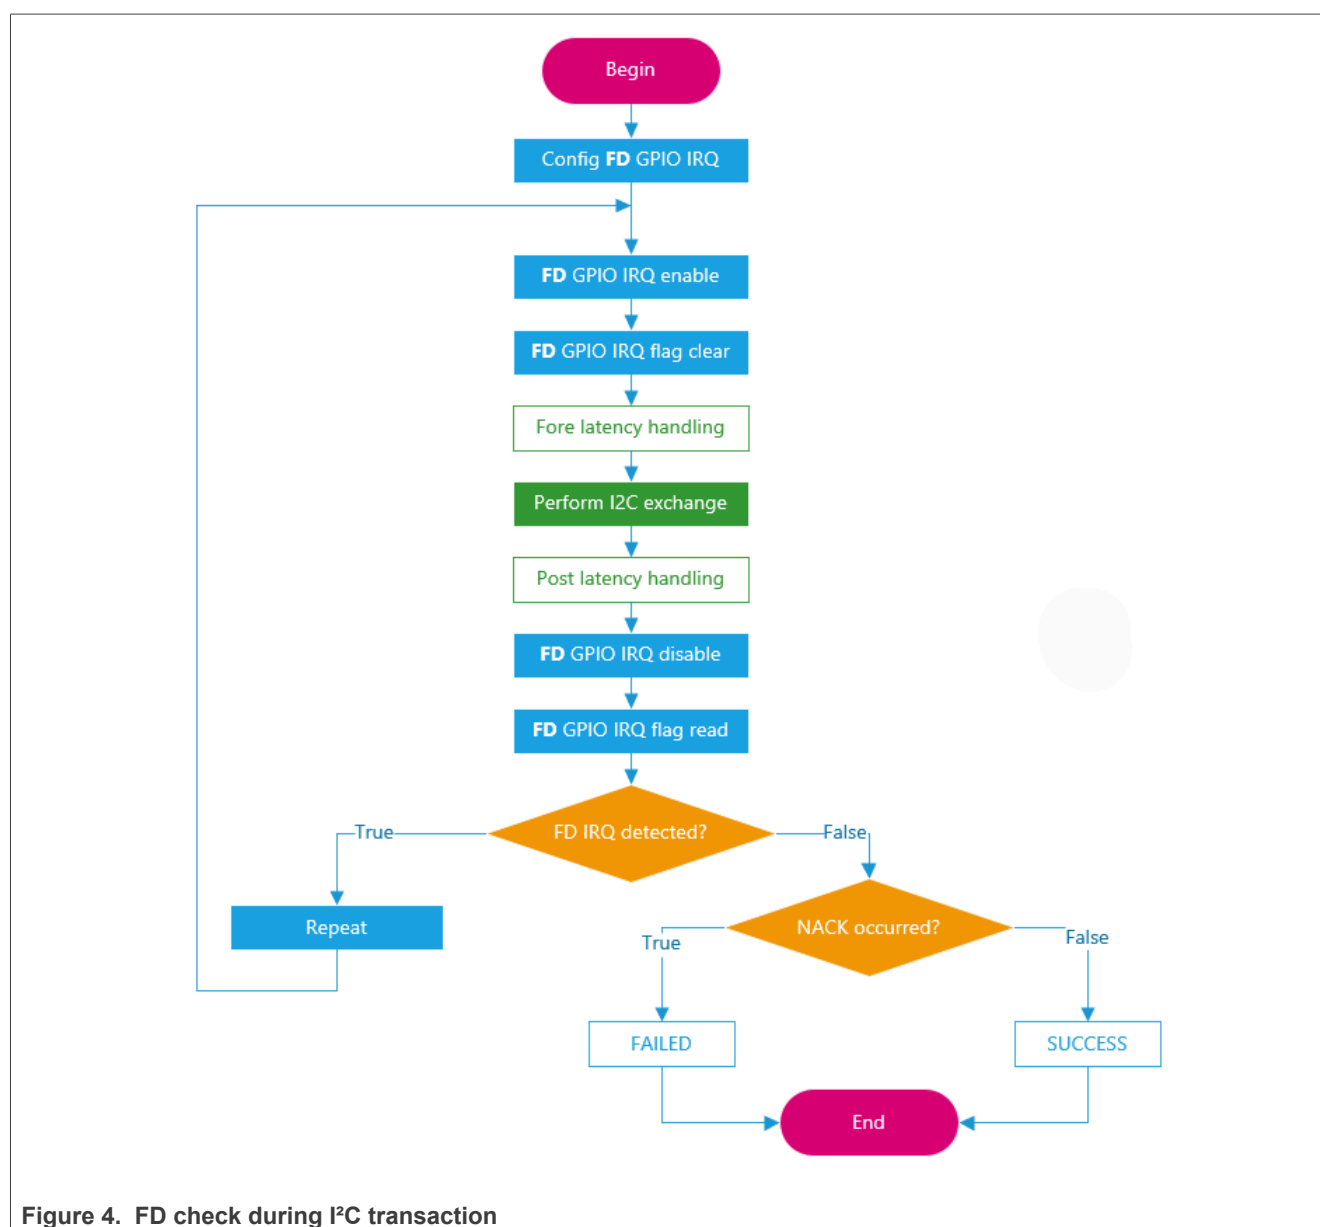 Begin
Config FD GPIO IRQ
FD GPIO IRQ enable
FD GPIO IRQ flag clear
Fore latency handling
Perform I2C exchange
Post latency handling
FD GPIO IRQ disable
FD GPIO IRQ flag read
FD IRQ detected?
True
False
Repeat
NACK occurred?
True
False
FAILED
SUCCESS
End
Figure 4. FD check during I²C transaction